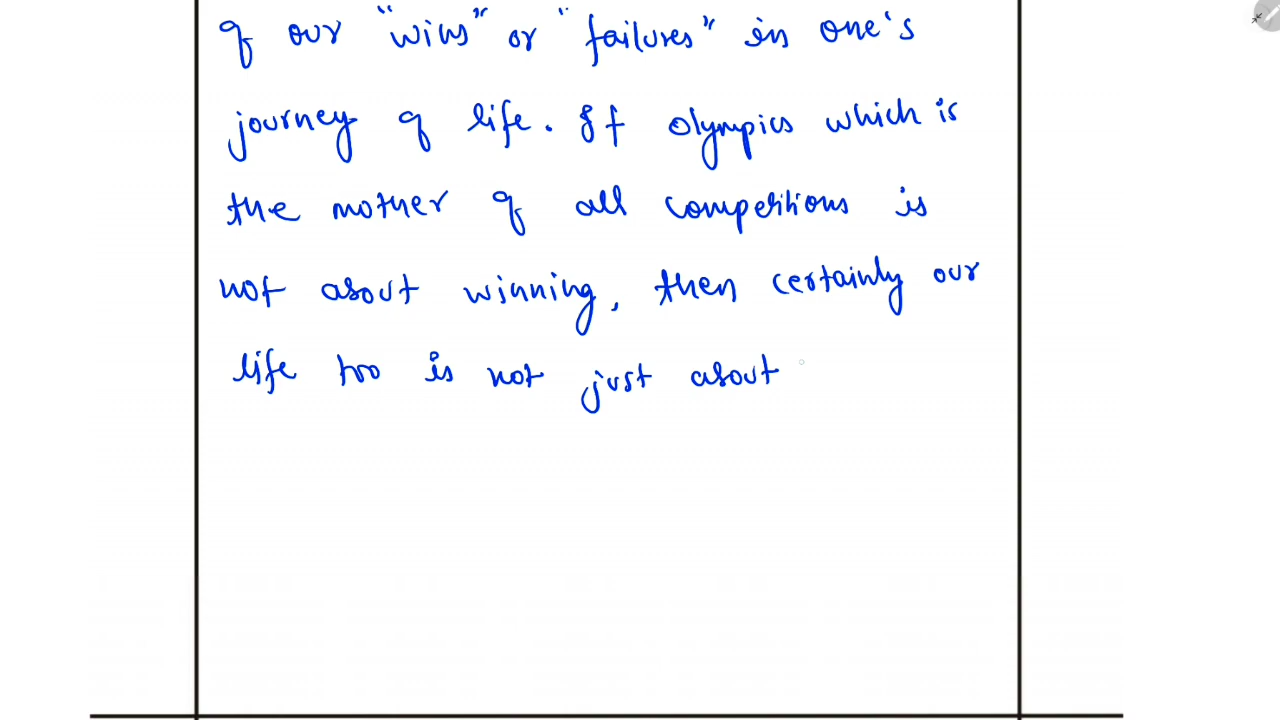 of our "wins" or "failures" in one's
journey of life. If olympics which is
the mother of all competitions is
not about winning, then certainly our
life too is not just about